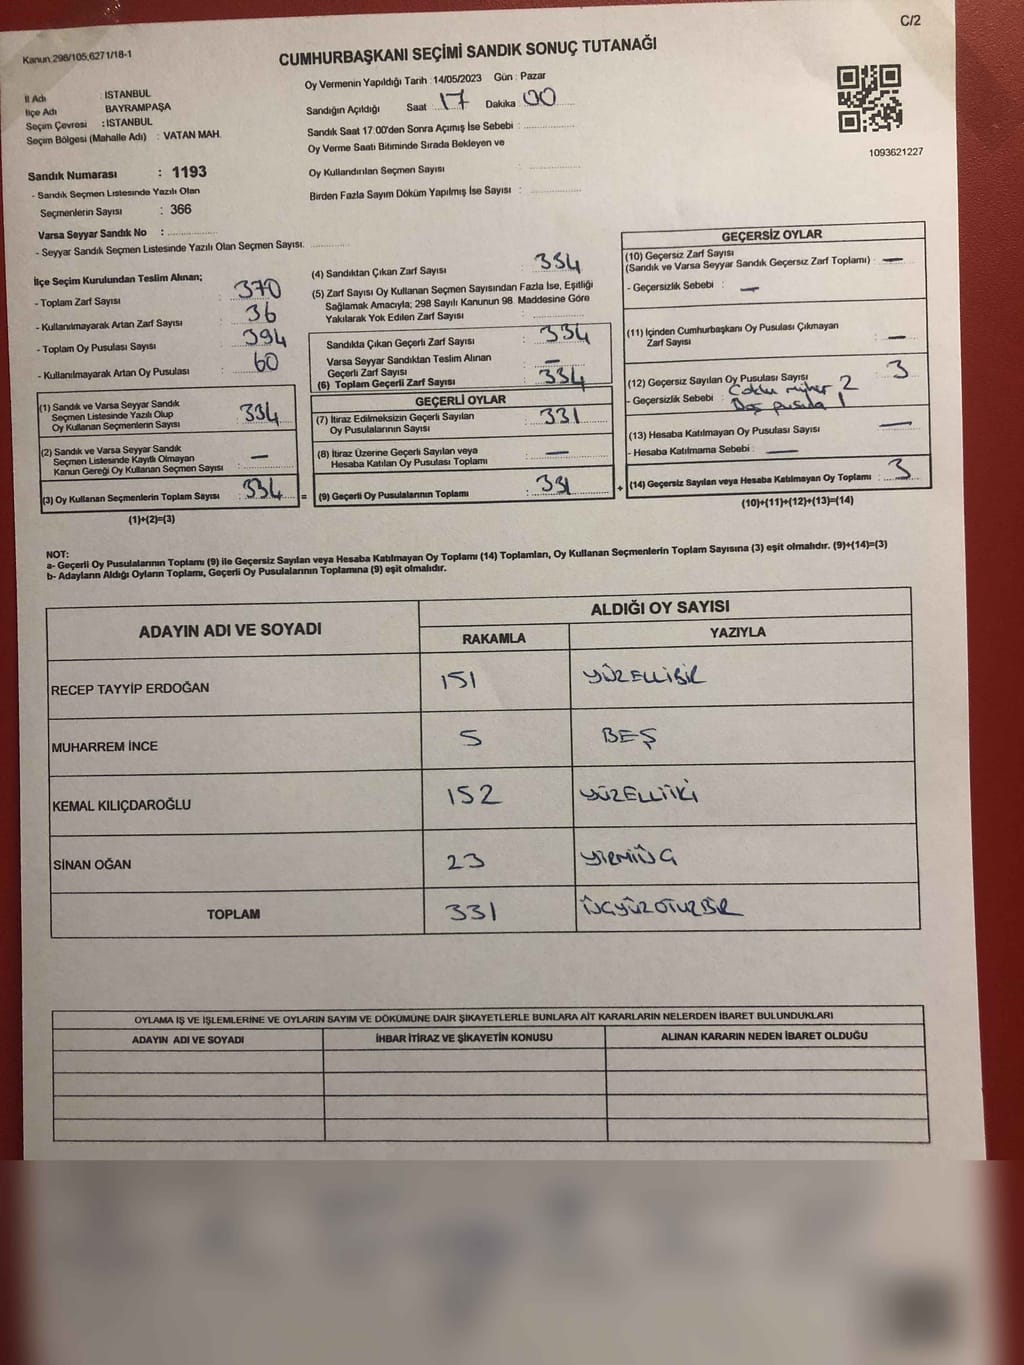 C/2
Kanun:298/105;6271/18-1
CUMHURBAŞKANI SEÇİMİ SANDIK SONUÇ TUTANAĞI
İl Adı : İSTANBUL
İlçe Adı BAYRAMPAŞA
Seçim Çevresi : İSTANBUL
Seçim Bölgesi (Mahalle Adı) : VATAN MAH.
Oy Vermenin Yapıldığı Tarih : 14/05/2023 Gün : Pazar
Sandığın Açıldığı Saat 17 Dakika 00
Sandık Saat 17:00'den Sonra Açımış İse Sebebi :
Oy Verme Saati Bitiminde Sırada Bekleyen ve
Oy Kullandırılan Seçmen Sayısı :
Birden Fazla Sayım Döküm Yapılmış İse Sayısı :
1093621227
Sandık Numarası : 1193
- Sandık Seçmen Listesinde Yazılı Olan
Seçmenlerin Sayısı : 366
Varsa Seyyar Sandık No :
- Seyyar Sandık Seçmen Listesinde Yazılı Olan Seçmen Sayısı:
İlçe Seçim Kurulundan Teslim Alınan;
- Toplam Zarf Sayısı : 370
- Kullanılmayarak Artan Zarf Sayısı : 36
- Toplam Oy Pusulası Sayısı : 394
- Kullanılmayarak Artan Oy Pusulası : 60
(1) Sandık ve Varsa Seyyar Sandık
Seçmen Listesinde Yazılı Olup
Oy Kullanan Seçmenlerin Sayısı : 334
(2) Sandık ve Varsa Seyyar Sandık
Seçmen Listesinde Kayıtlı Olmayan
Kanun Gereği Oy Kullanan Seçmen Sayısı : –
(3) Oy Kullanan Seçmenlerin Toplam Sayısı : 334 =
(1)+(2)=(3)
(4) Sandıktan Çıkan Zarf Sayısı : 334
(5) Zarf Sayısı Oy Kullanan Seçmen Sayısından Fazla İse, Eşitliği
Sağlamak Amacıyla; 298 Sayılı Kanunun 98. Maddesine Göre
Yakılarak Yok Edilen Zarf Sayısı :
Sandıkta Çıkan Geçerli Zarf Sayısı : 334
Varsa Seyyar Sandıktan Teslim Alınan
Geçerli Zarf Sayısı : –
(6) Toplam Geçerli Zarf Sayısı : 334
GEÇERLİ OYLAR
(7) İtiraz Edilmeksizin Geçerli Sayılan
Oy Pusulalarının Sayısı : 331
(8) İtiraz Üzerine Geçerli Sayılan veya
Hesaba Katılan Oy Pusulası Toplamı : –
(9) Geçerli Oy Pusulalarının Toplamı : 331 +
GEÇERSİZ OYLAR
(10) Geçersiz Zarf Sayısı
(Sandık ve Varsa Seyyar Sandık Geçersiz Zarf Toplamı) : –
- Geçersizlik Sebebi : –
(11) İçinden Cumhurbaşkanı Oy Pusulası Çıkmayan
Zarf Sayısı : –
(12) Geçersiz Sayılan Oy Pusulası Sayısı : 3
- Geçersizlik Sebebi : Çoklu mühür 2
Boş pusula 1
(13) Hesaba Katılmayan Oy Pusulası Sayısı : –
- Hesaba Katılmama Sebebi : –
(14) Geçersiz Sayılan veya Hesaba Katılmayan Oy Toplamı : 3
(10)+(11)+(12)+(13)=(14)
NOT:
a- Geçerli Oy Pusulalarının Toplamı (9) ile Geçersiz Sayılan veya Hesaba Katılmayan Oy Toplamı (14) Toplamları, Oy Kullanan Seçmenlerin Toplam Sayısına (3) eşit olmalıdır. (9)+(14)=(3)
b- Adayların Aldığı Oyların Toplamı, Geçerli Oy Pusulalarının Toplamına (9) eşit olmalıdır.
ADAYIN ADI VE SOYADI
ALDIĞI OY SAYISI
RAKAMLA YAZIYLA
RECEP TAYYİP ERDOĞAN 151 YÜZELLİBİR
MUHARREM İNCE 5 BEŞ
KEMAL KILIÇDAROĞLU 152 YÜZELLİİKİ
SİNAN OĞAN 23 YİRMİÜÇ
TOPLAM 331 ÜÇYÜZOTUZBİR
OYLAMA İŞ VE İŞLEMLERİNE VE OYLARIN SAYIM VE DÖKÜMÜNE DAİR ŞİKAYETLERLE BUNLARA AİT KARARLARIN NELERDEN İBARET BULUNDUKLARI
ADAYIN ADI VE SOYADI İHBAR İTİRAZ VE ŞİKAYETİN KONUSU ALINAN KARARIN NEDEN İBARET OLDUĞU